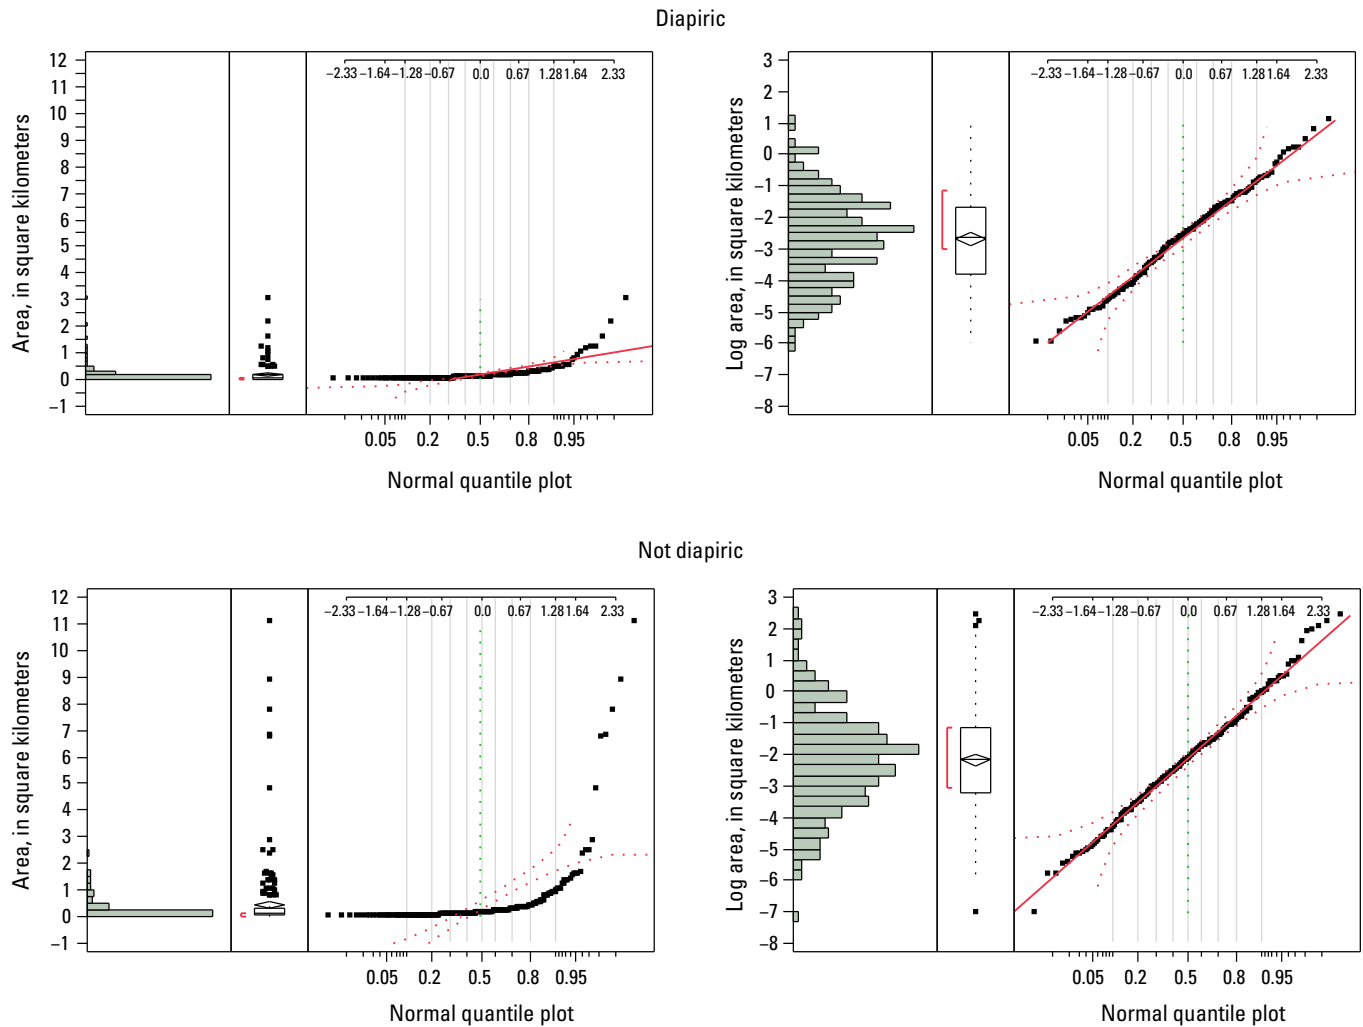 Diapiric
12
11
10
9
8
7
6
5
4
3
2
1
0
−1
Area, in square kilometers
−2.33 −1.64 −1.28 −0.67 0.0 0.67 1.28 1.64 2.33
0.05 0.2 0.5 0.8 0.95
Normal quantile plot
3
2
1
0
−1
−2
−3
−4
−5
−6
−7
−8
Log area, in square kilometers
−2.33 −1.64 −1.28 −0.67 0.0 0.67 1.28 1.64 2.33
0.05 0.2 0.5 0.8 0.95
Normal quantile plot
Not diapiric
12
11
10
9
8
7
6
5
4
3
2
1
0
−1
Area, in square kilometers
−2.33 −1.64 −1.28 −0.67 0.0 0.67 1.28 1.64 2.33
0.05 0.2 0.5 0.8 0.95
Normal quantile plot
3
2
1
0
−1
−2
−3
−4
−5
−6
−7
−8
Log area, in square kilometers
−2.33 −1.64 −1.28 −0.67 0.0 0.67 1.28 1.64 2.33
0.05 0.2 0.5 0.8 0.95
Normal quantile plot